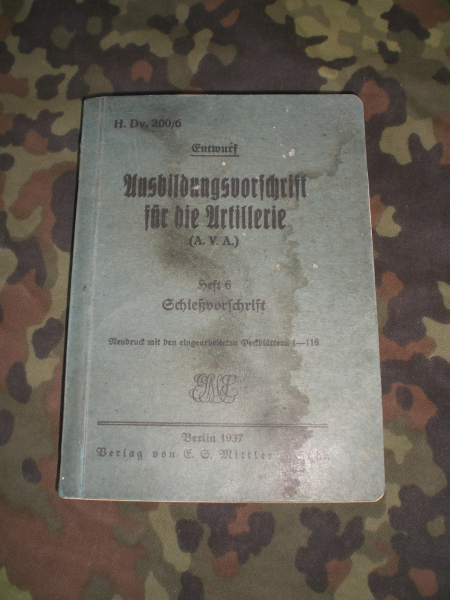 H. Dv. 200/6
Entwurf
Ausbildungsvorschrift
für die Artillerie
(A. V. A.)
Heft 6
Schießvorschrift
Neudruck mit den eingearbeiteten Deckblättern 1—116
Berlin 1937
Verlag von E. S. Mittler & Sohn